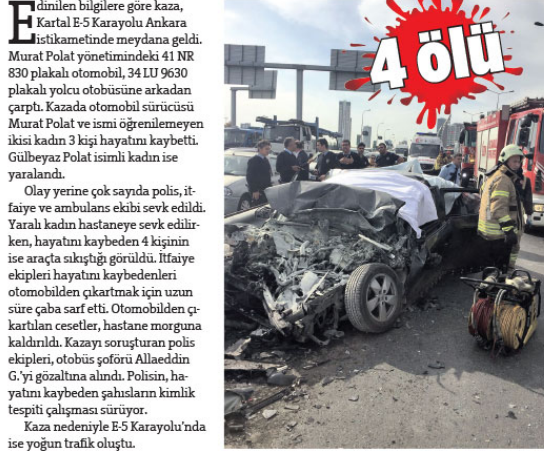 Edinilen bilgilere göre kaza,
Kartal E-5 Karayolu Ankara
istikametinde meydana geldi.
Murat Polat yönetimindeki 41 NR
830 plakalı otomobil, 34 LU 9630
plakalı yolcu otobüsüne arkadan
çarptı. Kazada otomobil sürücüsü
Murat Polat ve ismi öğrenilemeyen
ikisi kadın 3 kişi hayatını kaybetti.
Gülbeyaz Polat isimli kadın ise
yaralandı.
Olay yerine çok sayıda polis, it-
faiye ve ambulans ekibi sevk edildi.
Yaralı kadın hastaneye sevk edilir-
ken, hayatını kaybeden 4 kişinin
ise araçta sıkıştığı görüldü. İtfaiye
ekipleri hayatını kaybedenleri
otomobilden çıkartmak için uzun
süre çaba sarf etti. Otomobilden çı-
kartılan cesetler, hastane morguna
kaldırıldı. Kazayı soruşturan polis
ekipleri, otobüs şoförü Allaeddin
G.'yi gözaltına alındı. Polisin, ha-
yatını kaybeden şahısların kimlik
tespiti çalışması sürüyor.
Kaza nedeniyle E-5 Karayolu'nda
ise yoğun trafik oluştu.
4 ölü